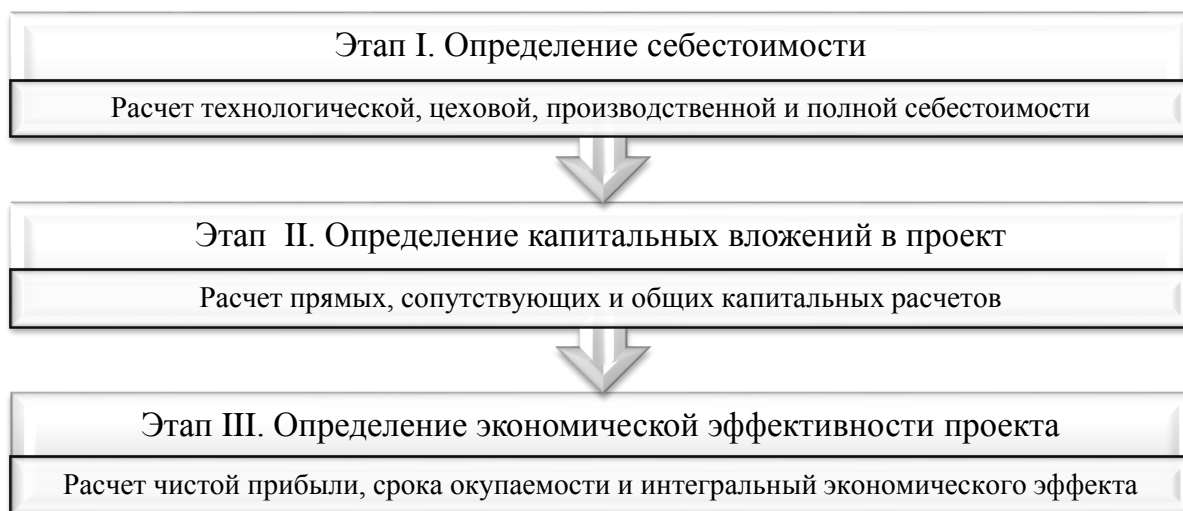 Этап I. Определение себестоимости
Расчет технологической, цеховой, производственной и полной себестоимости
Этап II. Определение капитальных вложений в проект
Расчет прямых, сопутствующих и общих капитальных расчетов
Этап III. Определение экономической эффективности проекта
Расчет чистой прибыли, срока окупаемости и интегральный экономического эффекта